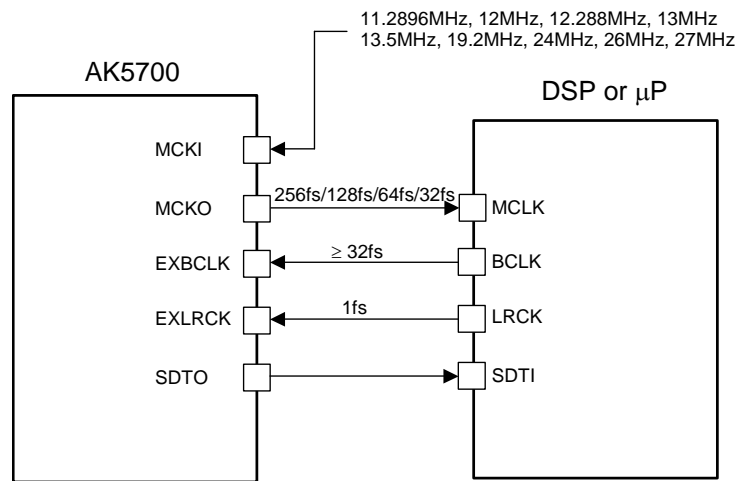 11.2896MHz, 12MHz, 12.288MHz, 13MHz
13.5MHz, 19.2MHz, 24MHz, 26MHz, 27MHz
AK5700
DSP or μP
MCKI
MCKO
256fs/128fs/64fs/32fs
MCLK
EXBCLK
≥ 32fs
BCLK
EXLRCK
1fs
LRCK
SDTO
SDTI